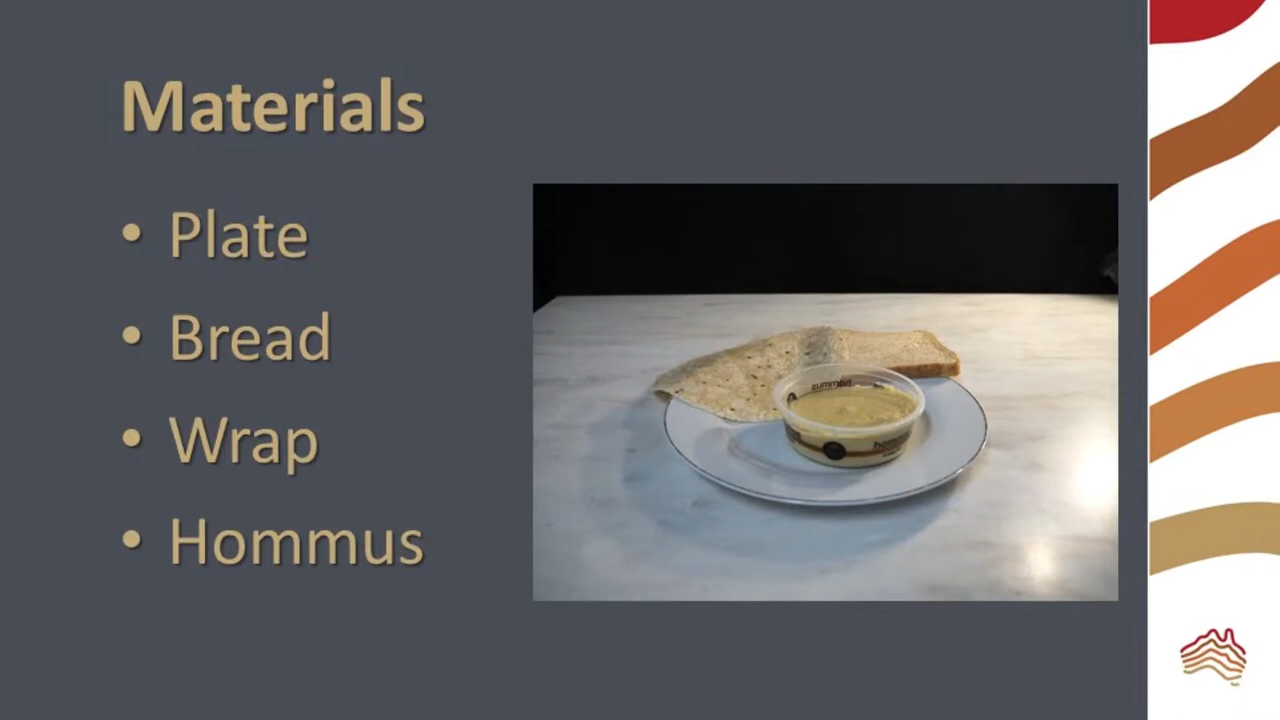 Materials
• Plate
• Bread
• Wrap
• Hommus